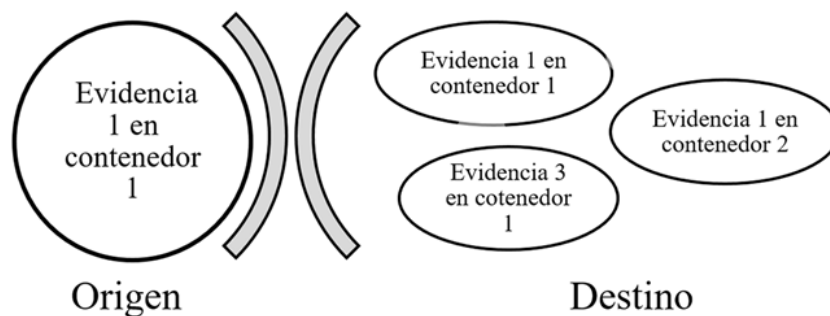 Evidencia
1 en
contenedor
1
Evidencia 1 en
contenedor 1
Evidencia 1 en
contenedor 2
Evidencia 3
en cotenedor
1
Origen
Destino